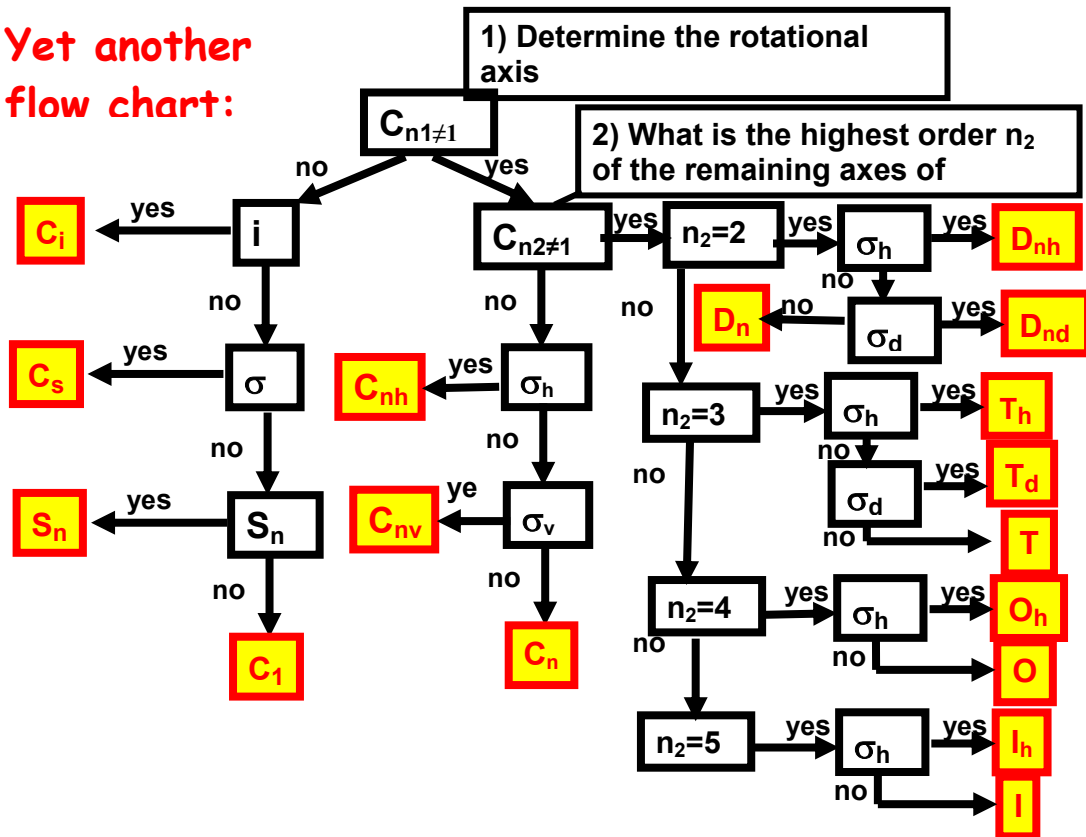 Yet another
flow chart:
1) Determine the rotational
axis
Cn1≠1
2) What is the highest order n2
of the remaining axes of
no
yes
Ci
yes
i
Cn2≠1
yes
n2=2
yes
σh
yes
Dnh
no
no
no
no
Dn
no
σd
yes
Dnd
Cs
yes
σ
Cnh
yes
σh
n2=3
yes
σh
yes
Th
no
no
no
no
σd
yes
Td
Sn
yes
Sn
Cnv
ye
σv
no
T
no
no
n2=4
yes
σh
yes
Oh
no
no
C1
Cn
O
n2=5
yes
σh
yes
Ih
no
I